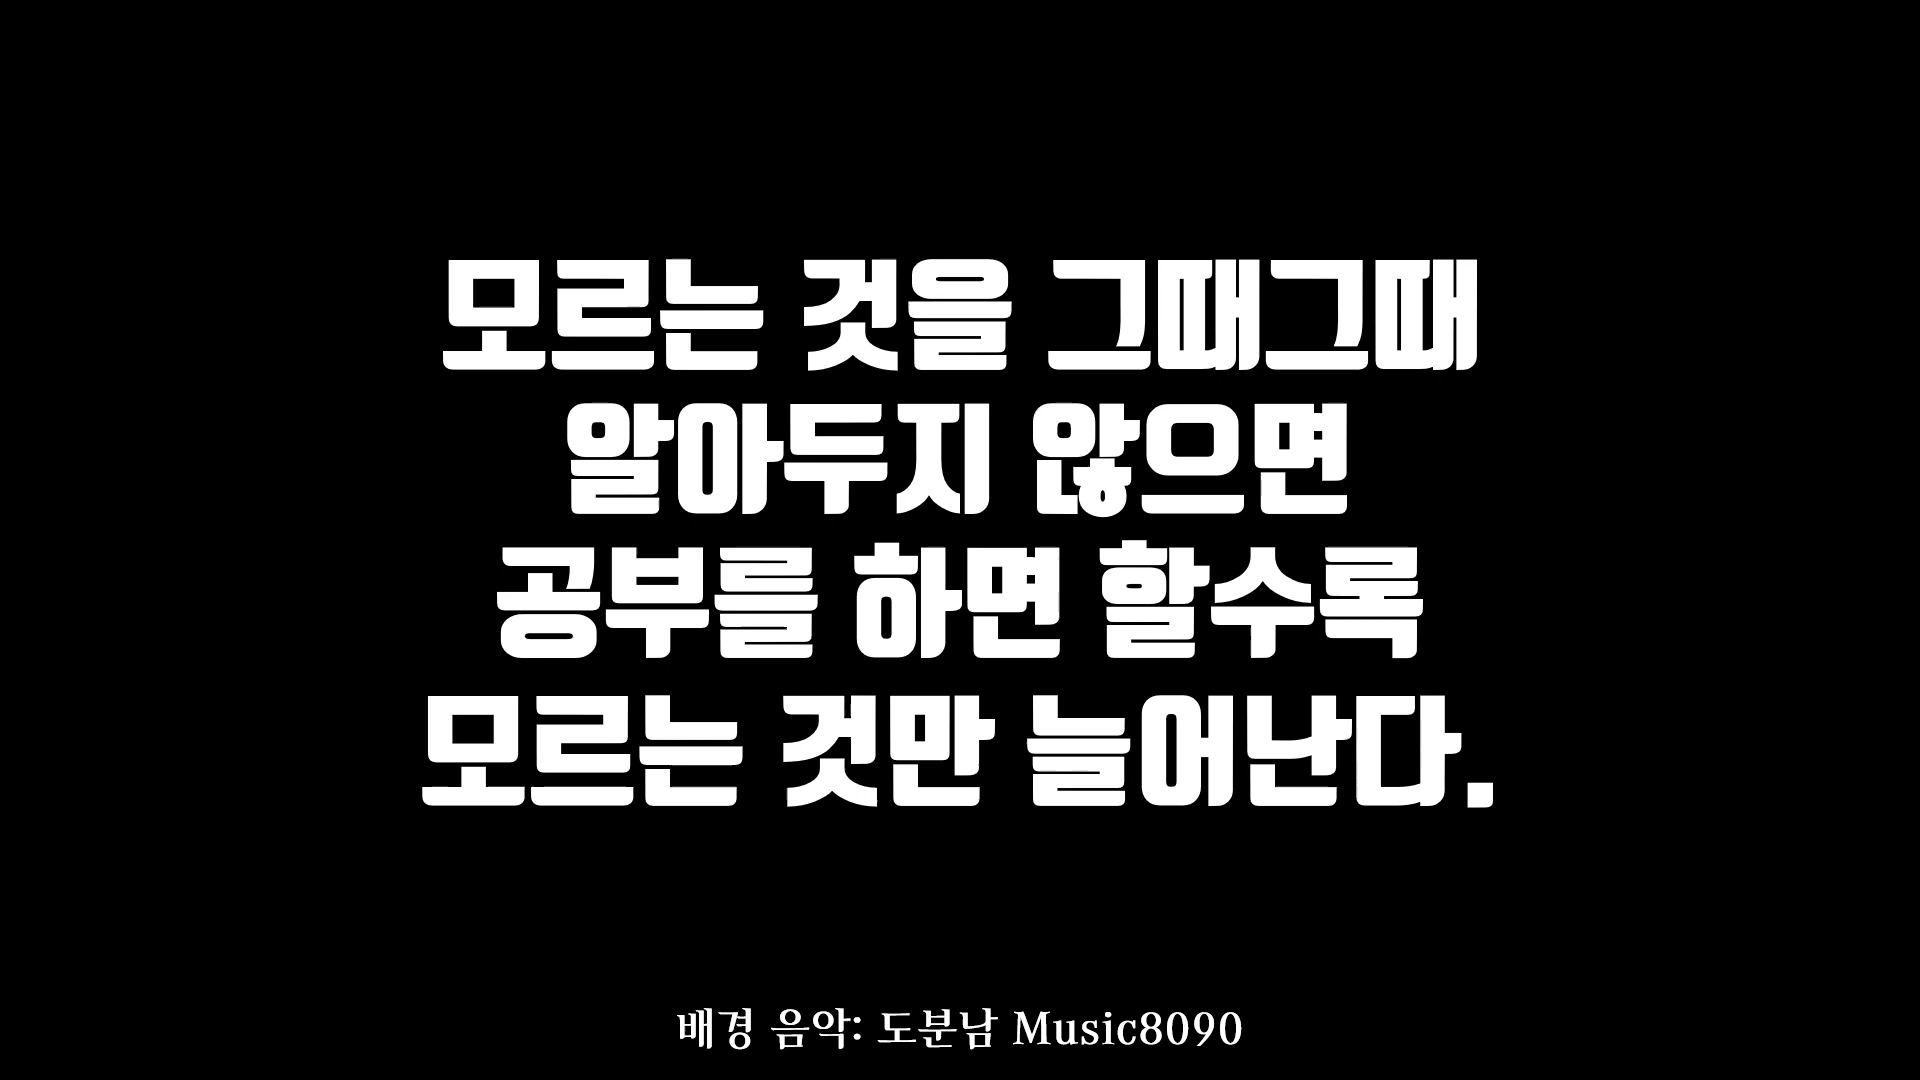 모르는 것을 그때그때
알아두지 않으면
공부를 하면 할수록
모르는 것만 늘어난다.
배경 음악: 도분남 Music8090